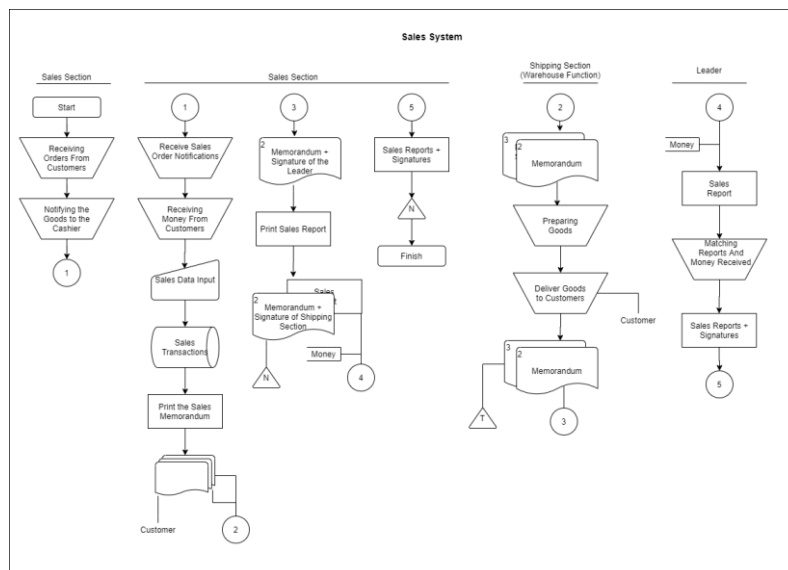 Sales System
Sales Section
Start
Receiving
Orders From
Customers
Notifying the
Goods to the
Cashier
1
Sales Section
1
Receive Sales
Order Notifications
Receiving
Money From
Customers
Sales Data Input
Sales
Transactions
Print the Sales
Memorandum
Customer
2
3
2
Memorandum +
Signature of the
Leader
Print Sales Report
Sales
2
Memorandum +
Signature of Shipping
Section
N
Money
4
5
Sales Reports +
Signatures
N
Finish
Shipping Section
(Warehouse Function)
2
3
2
Memorandum
Preparing
Goods
Deliver Goods
to Customers
Customer
3
2
Memorandum
T
3
Leader
4
Money
Sales
Report
Matching
Reports And
Money Received
Sales Reports +
Signatures
5